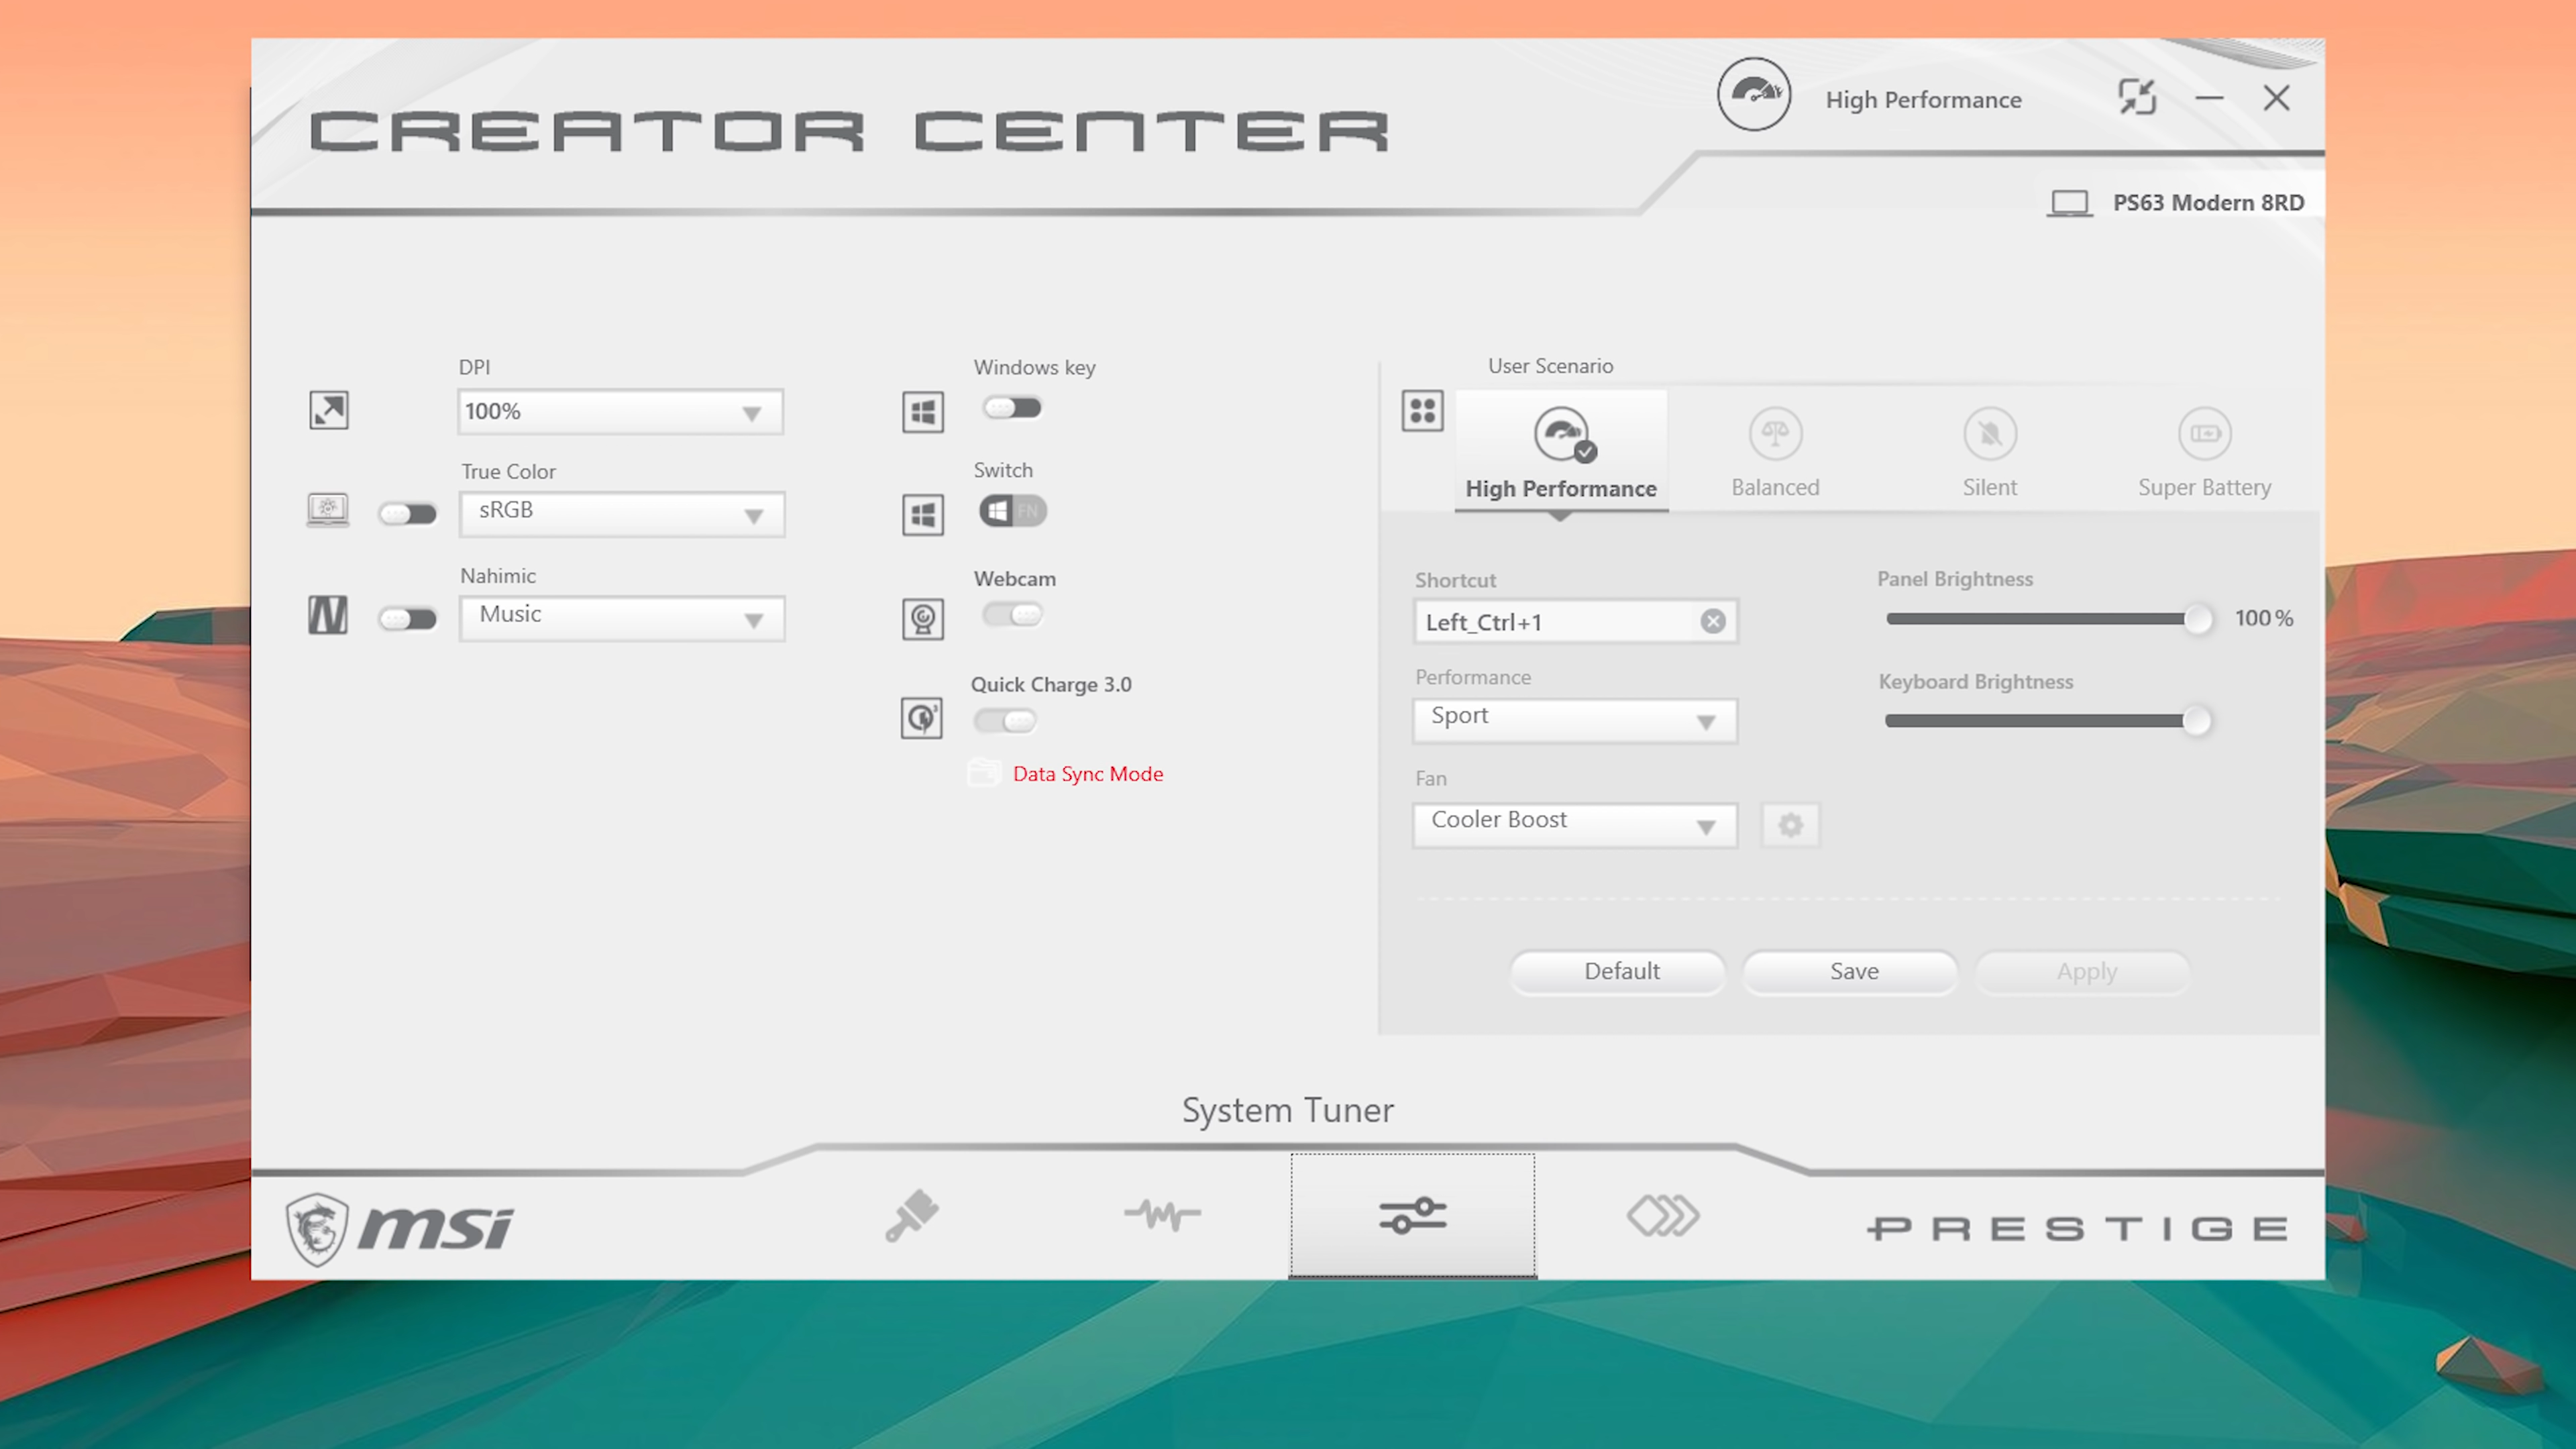 CREATOR CENTER
High Performance
PS63 Modern 8RD
DPI
100%
True Color
sRGB
Nahimic
Music
Windows key
Switch
FN
Webcam
Quick Charge 3.0
Data Sync Mode
User Scenario
High Performance
Balanced
Silent
Super Battery
Shortcut
Left_Ctrl+1
Performance
Sport
Fan
Cooler Boost
Panel Brightness
100%
Keyboard Brightness
Default
Save
Apply
System Tuner
msi
PRESTIGE